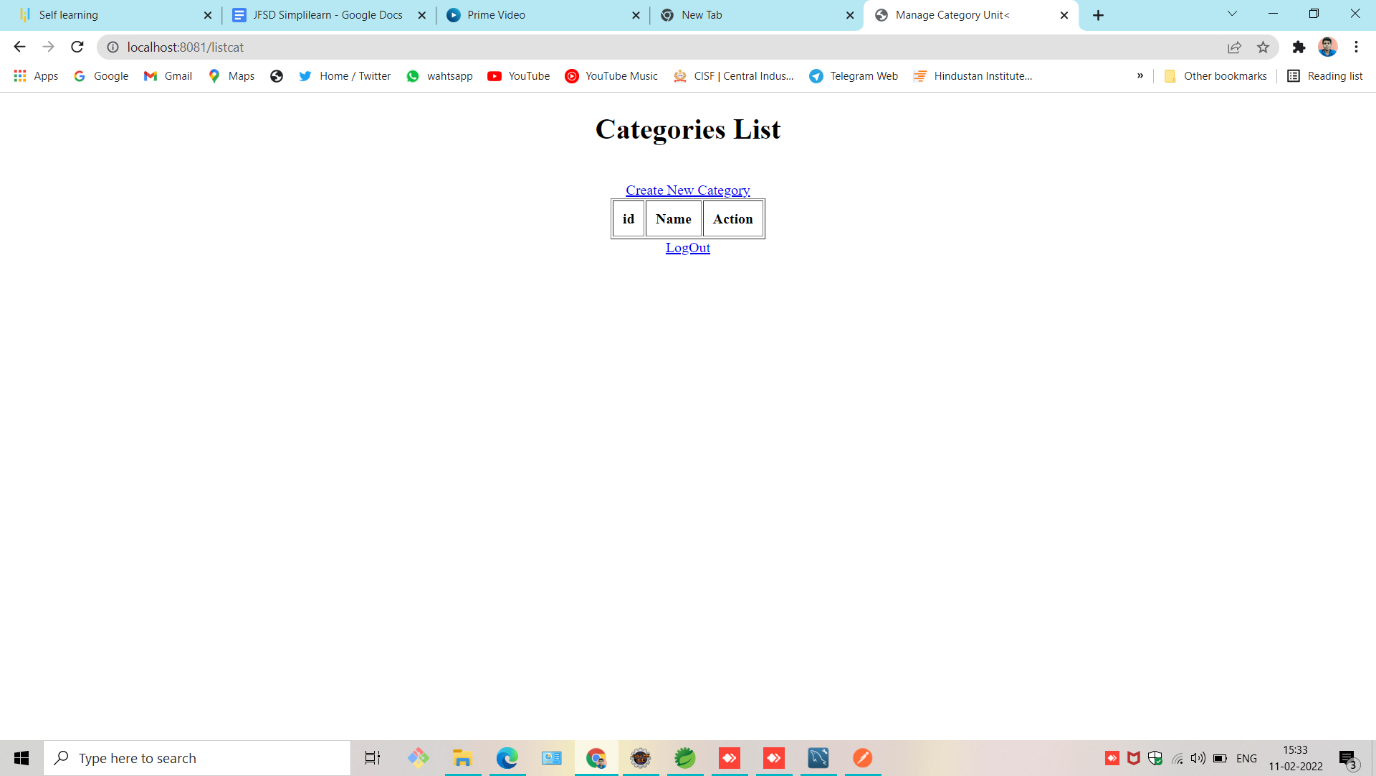 Self learning
JFSD Simplilearn - Google Docs
Prime Video
New Tab
Manage Category Unit<
localhost:8081/listcat
Apps
Google
Gmail
Maps
Home / Twitter
wahtsapp
YouTube
YouTube Music
CISF | Central Indus...
Telegram Web
Hindustan Institute...
»
Other bookmarks
Reading list
Categories List
Create New Category
id Name Action
LogOut
Type here to search
ENG
15:33
11-02-2022
3